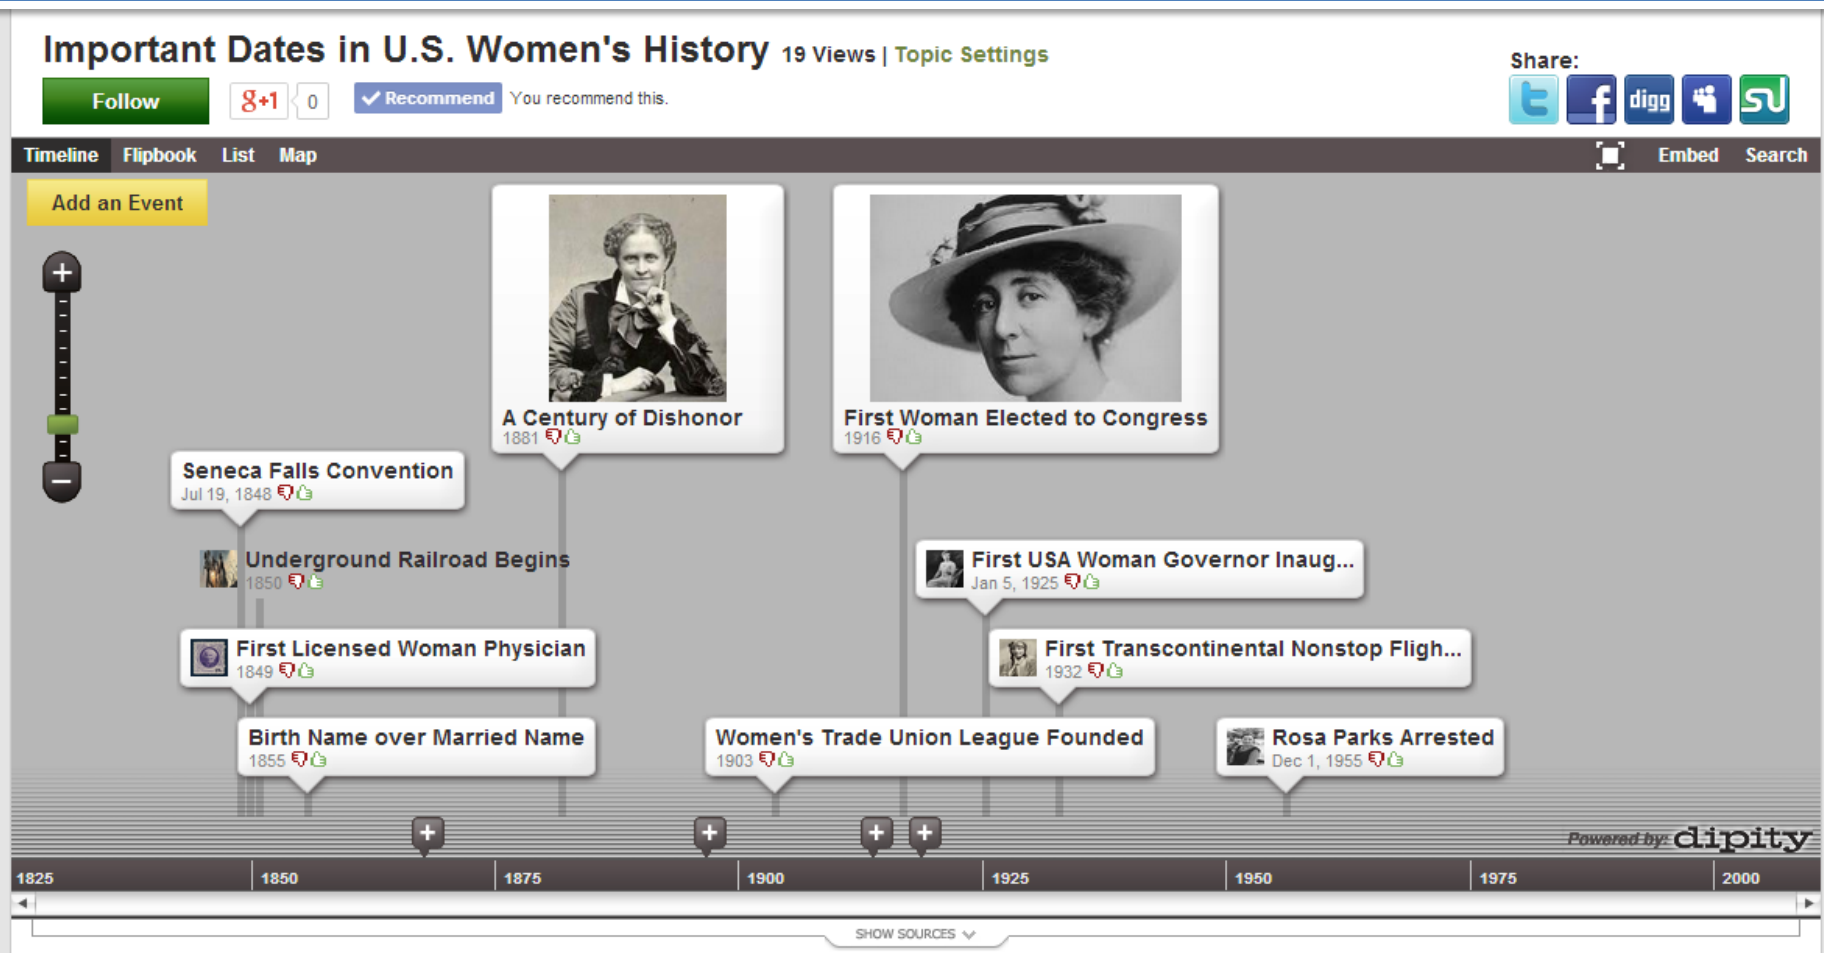 Important Dates in U.S. Women's History 19 Views | Topic Settings
Share:
Follow
g+1 0
Recommend You recommend this.
digg
Timeline Flipbook List Map
Embed Search
Add an Event
A Century of Dishonor
1881
First Woman Elected to Congress
1916
Seneca Falls Convention
Jul 19, 1848
Underground Railroad Begins
1850
First USA Woman Governor Inaug...
Jan 5, 1925
First Licensed Woman Physician
1849
First Transcontinental Nonstop Fligh...
1932
Birth Name over Married Name
1855
Women's Trade Union League Founded
1903
Rosa Parks Arrested
Dec 1, 1955
Powered by: dipity
1825 1850 1875 1900 1925 1950 1975 2000
SHOW SOURCES